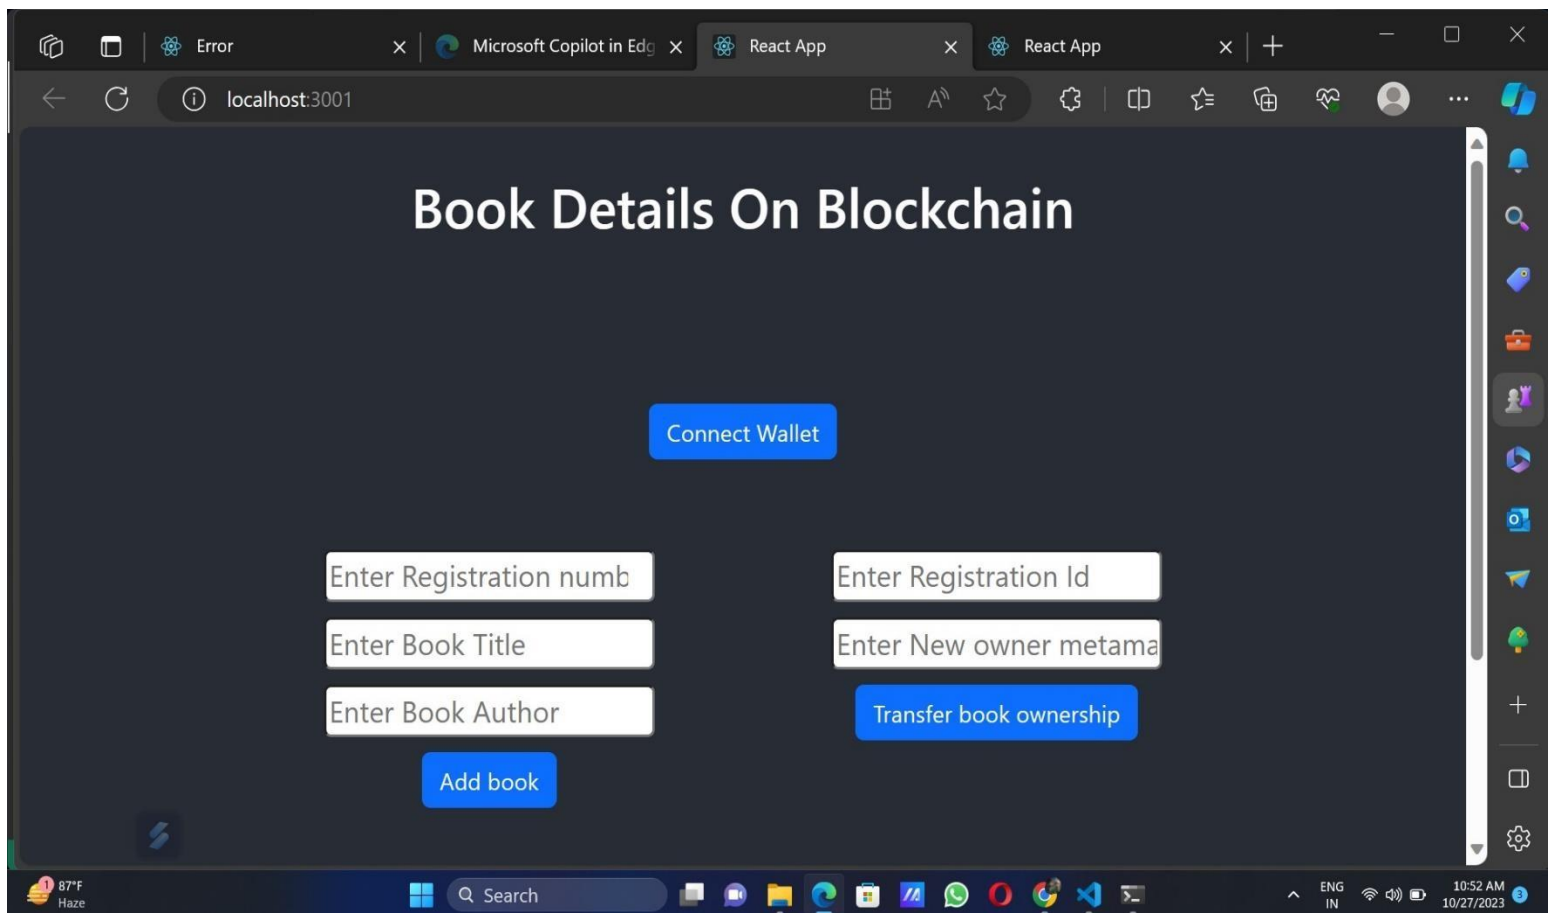 Error
Microsoft Copilot in Edg
React App
React App
localhost:3001
Book Details On Blockchain
Connect Wallet
Enter Registration numb
Enter Registration Id
Enter Book Title
Enter New owner metama
Enter Book Author
Transfer book ownership
Add book
1
87°F
Haze
Search
ENG
IN
10:52 AM
10/27/2023
3